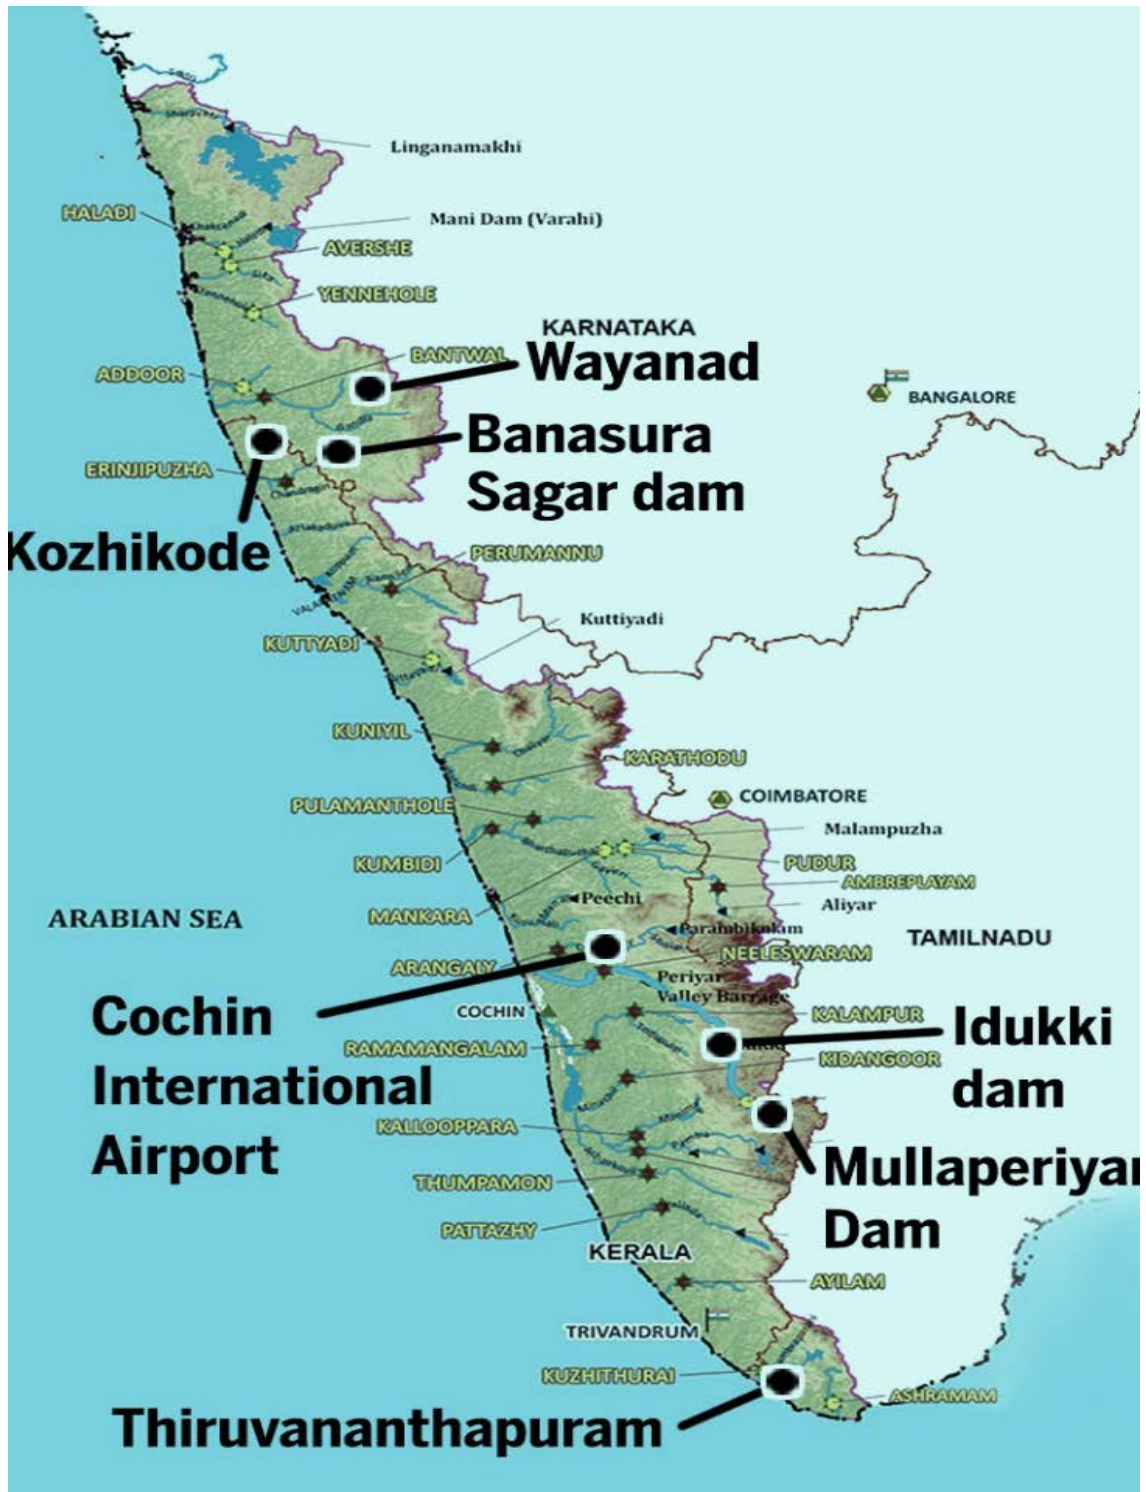 Linganamakhi
HALADI
Mani Dam (Varahi)
AVERSHE
YENNEHOLE
KARNATAKA
BANTWAL
Wayanad
ADDOOR
BANGALORE
Banasura
Sagar dam
ERINJIPUZHA
Kozhikode
PERUMANNU
Kuttiyadi
KUTTYADI
KUNIYIL
KARATHODU
PULAMANTHOLE
COIMBATORE
Malampuzha
KUMBIDI
PUDUR
AMBREPLAYAM
Peechi
Aliyar
MANKARA
ARABIAN SEA
Parambikulam
TAMILNADU
NEELESWARAM
ARANGALY
Periyar
Valley Barrage
COCHIN
Cochin
International
Airport
KALAMPUR
Idukki
dam
RAMAMANGALAM
KIDANGOOR
KALLOOPPARA
Mullaperiyar
Dam
THUMPAMON
PATTAZHY
KERALA
AYILAM
TRIVANDRUM
KUZHITHURAI
ASHRAMAM
Thiruvananthapuram